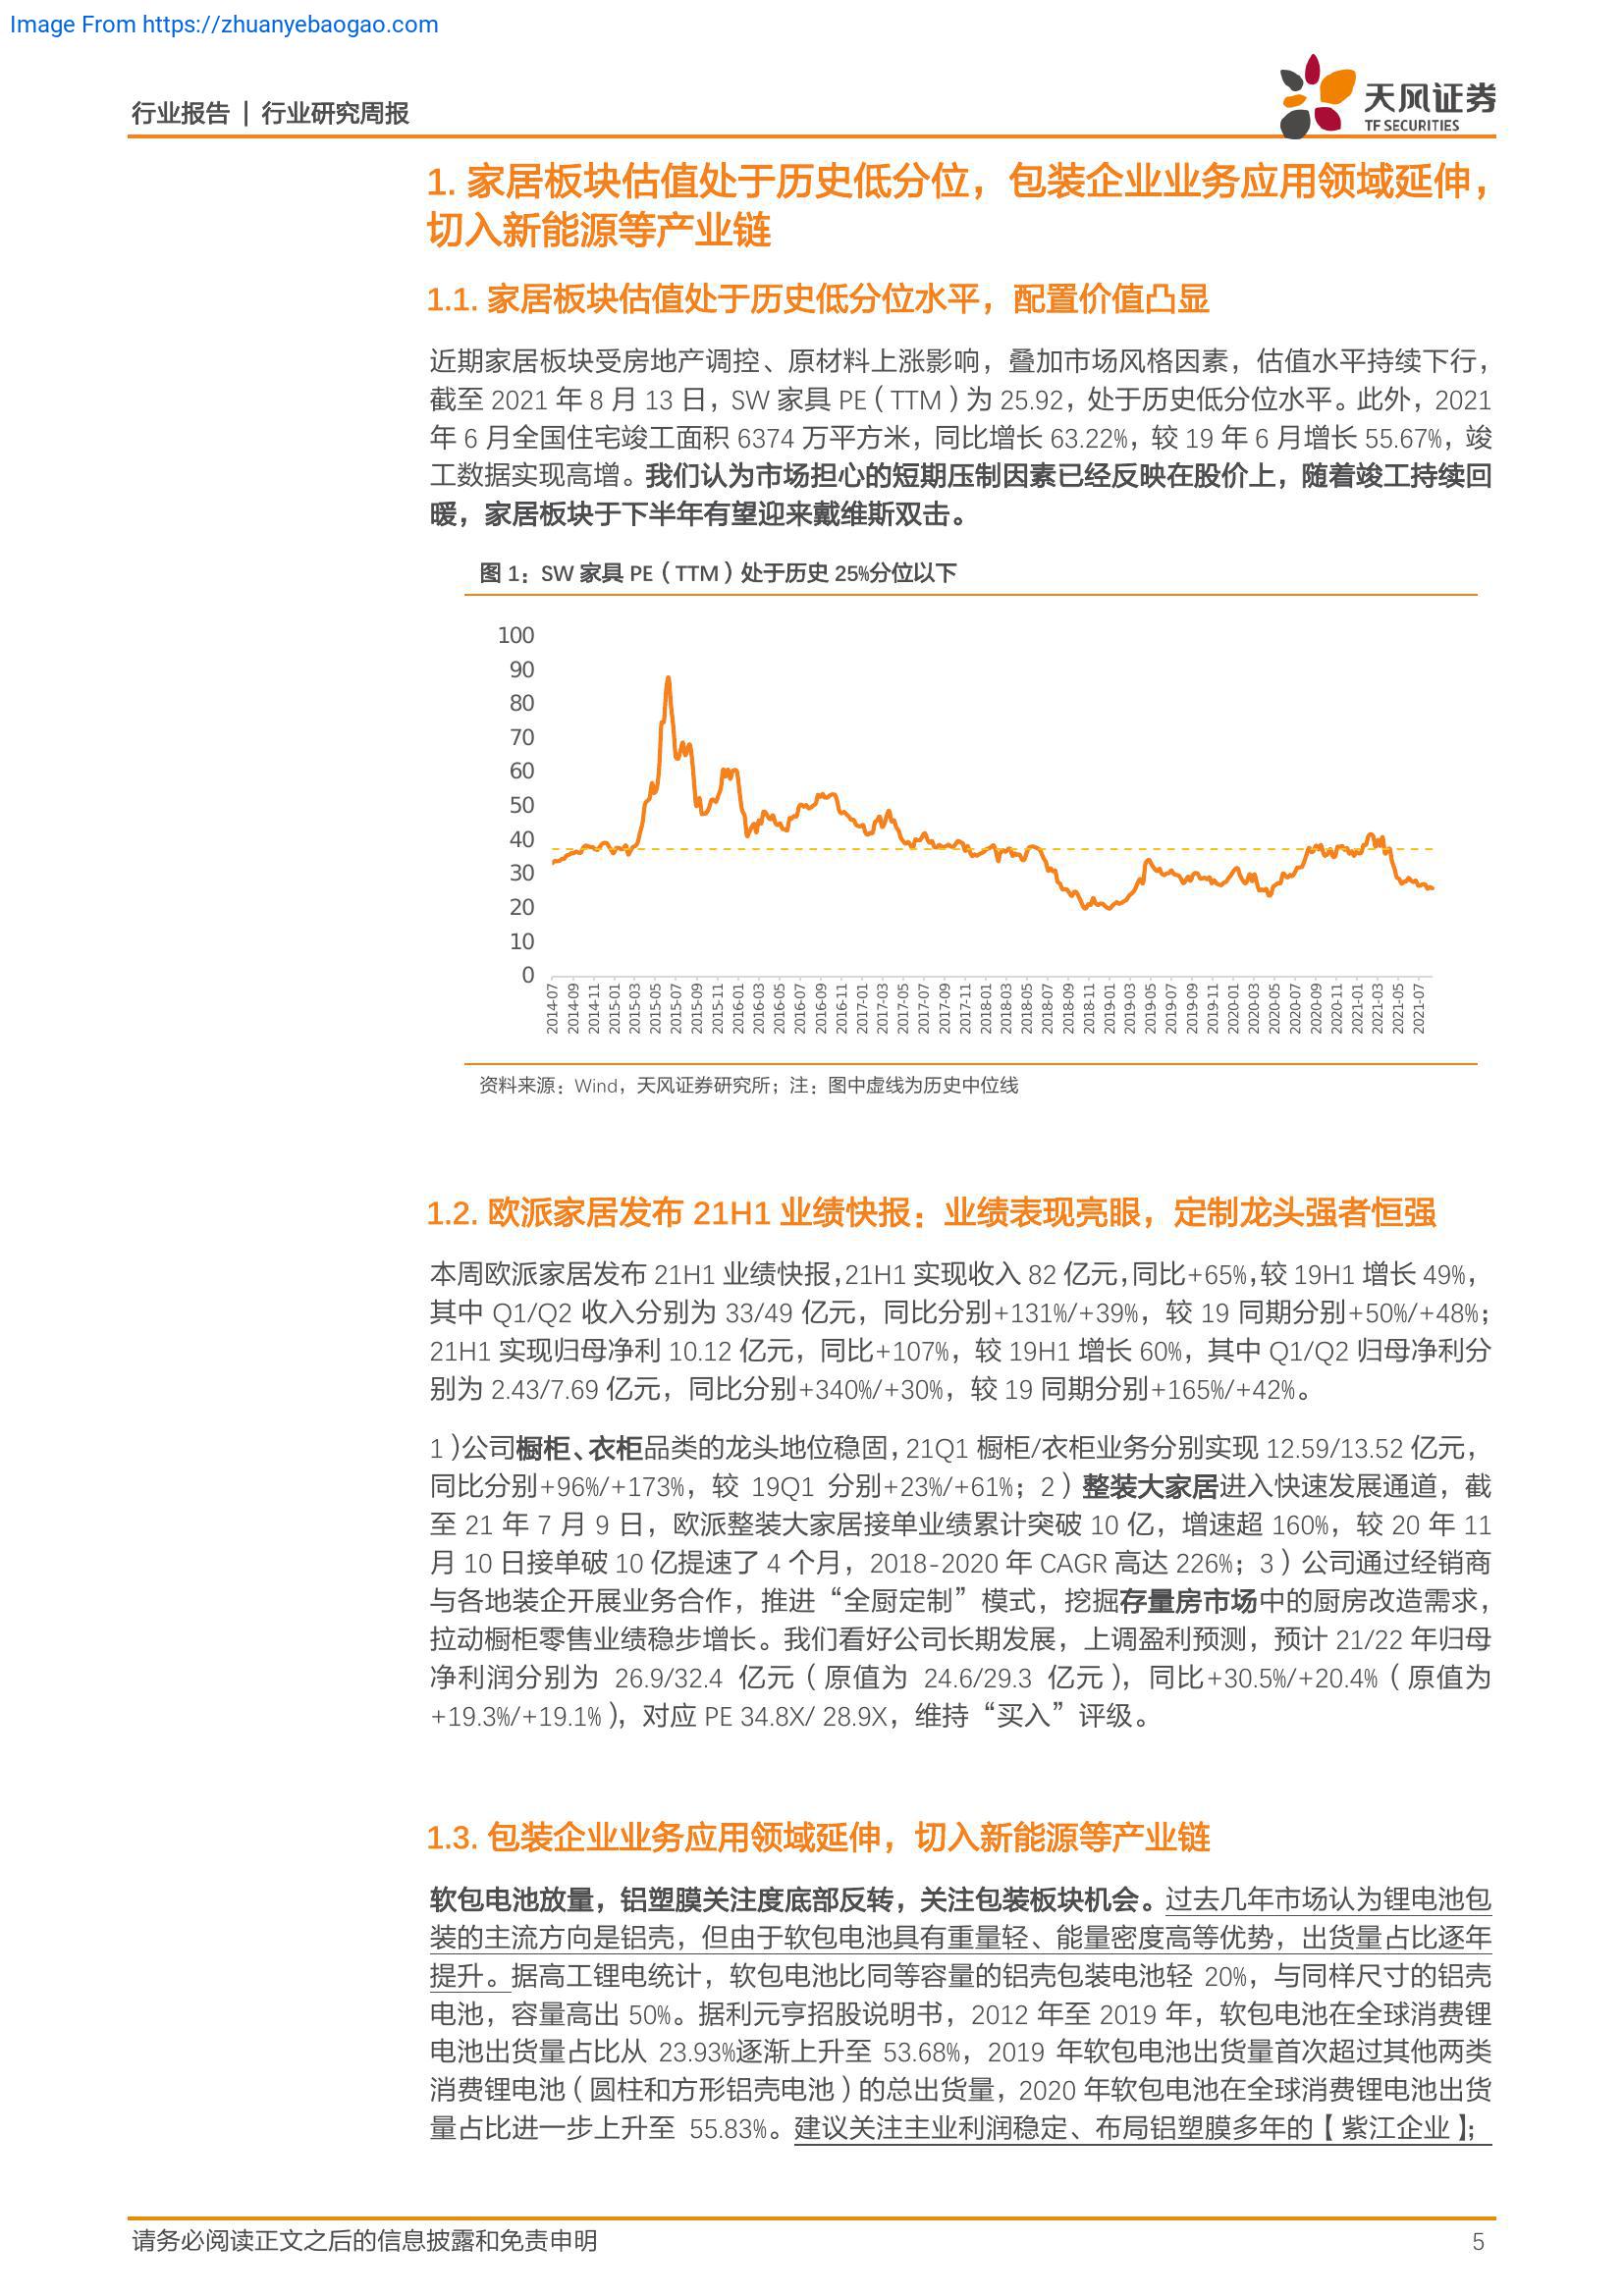 Image From https://zhuanyebaogao.com
行业报告 | 行业研究周报
天风证券
TF SECURITIES
1. 家居板块估值处于历史低分位，包装企业业务应用领域延伸，
切入新能源等产业链
1.1. 家居板块估值处于历史低分位水平，配置价值凸显
近期家居板块受房地产调控、原材料上涨影响，叠加市场风格因素，估值水平持续下行，
截至 2021 年 8 月 13 日，SW 家具 PE（TTM）为 25.92，处于历史低分位水平。此外，2021
年 6 月全国住宅竣工面积 6374 万平方米，同比增长 63.22%，较 19 年 6 月增长 55.67%，竣
工数据实现高增。我们认为市场担心的短期压制因素已经反映在股价上，随着竣工持续回
暖，家居板块于下半年有望迎来戴维斯双击。
图 1：SW 家具 PE（TTM）处于历史 25%分位以下
100
90
80
70
60
50
40
30
20
10
0
2014-07
2014-09
2014-11
2015-01
2015-03
2015-05
2015-07
2015-09
2015-11
2016-01
2016-03
2016-05
2016-07
2016-09
2016-11
2017-01
2017-03
2017-05
2017-07
2017-09
2017-11
2018-01
2018-03
2018-05
2018-07
2018-09
2018-11
2019-01
2019-03
2019-05
2019-07
2019-09
2019-11
2020-01
2020-03
2020-05
2020-07
2020-09
2020-11
2021-01
2021-03
2021-05
2021-07
资料来源：Wind，天风证券研究所；注：图中虚线为历史中位线
1.2. 欧派家居发布 21H1 业绩快报：业绩表现亮眼，定制龙头强者恒强
本周欧派家居发布 21H1 业绩快报，21H1 实现收入 82 亿元，同比+65%，较 19H1 增长 49%，
其中 Q1/Q2 收入分别为 33/49 亿元，同比分别+131%/+39%，较 19 同期分别+50%/+48%；
21H1 实现归母净利 10.12 亿元，同比+107%，较 19H1 增长 60%，其中 Q1/Q2 归母净利分
别为 2.43/7.69 亿元，同比分别+340%/+30%，较 19 同期分别+165%/+42%。
1）公司橱柜、衣柜品类的龙头地位稳固，21Q1 橱柜/衣柜业务分别实现 12.59/13.52 亿元，
同比分别+96%/+173%，较 19Q1 分别+23%/+61%；2）整装大家居进入快速发展通道，截
至 21 年 7 月 9 日，欧派整装大家居接单业绩累计突破 10 亿，增速超 160%，较 20 年 11
月 10 日接单破 10 亿提速了 4 个月，2018-2020 年 CAGR 高达 226%；3）公司通过经销商
与各地装企开展业务合作，推进“全厨定制”模式，挖掘存量房市场中的厨房改造需求，
拉动橱柜零售业绩稳步增长。我们看好公司长期发展，上调盈利预测，预计 21/22 年归母
净利润分别为 26.9/32.4 亿元（原值为 24.6/29.3 亿元），同比+30.5%/+20.4%（原值为
+19.3%/+19.1%），对应 PE 34.8X/ 28.9X，维持“买入”评级。
1.3. 包装企业业务应用领域延伸，切入新能源等产业链
软包电池放量，铝塑膜关注度底部反转，关注包装板块机会。过去几年市场认为锂电池包
装的主流方向是铝壳，但由于软包电池具有重量轻、能量密度高等优势，出货量占比逐年
提升。据高工锂电统计，软包电池比同等容量的铝壳包装电池轻 20%，与同样尺寸的铝壳
电池，容量高出 50%。据利元亨招股说明书，2012 年至 2019 年，软包电池在全球消费锂
电池出货量占比从 23.93%逐渐上升至 53.68%，2019 年软包电池出货量首次超过其他两类
消费锂电池（圆柱和方形铝壳电池）的总出货量，2020 年软包电池在全球消费锂电池出货
量占比进一步上升至 55.83%。建议关注主业利润稳定、布局铝塑膜多年的【紫江企业】；
请务必阅读正文之后的信息披露和免责申明
5